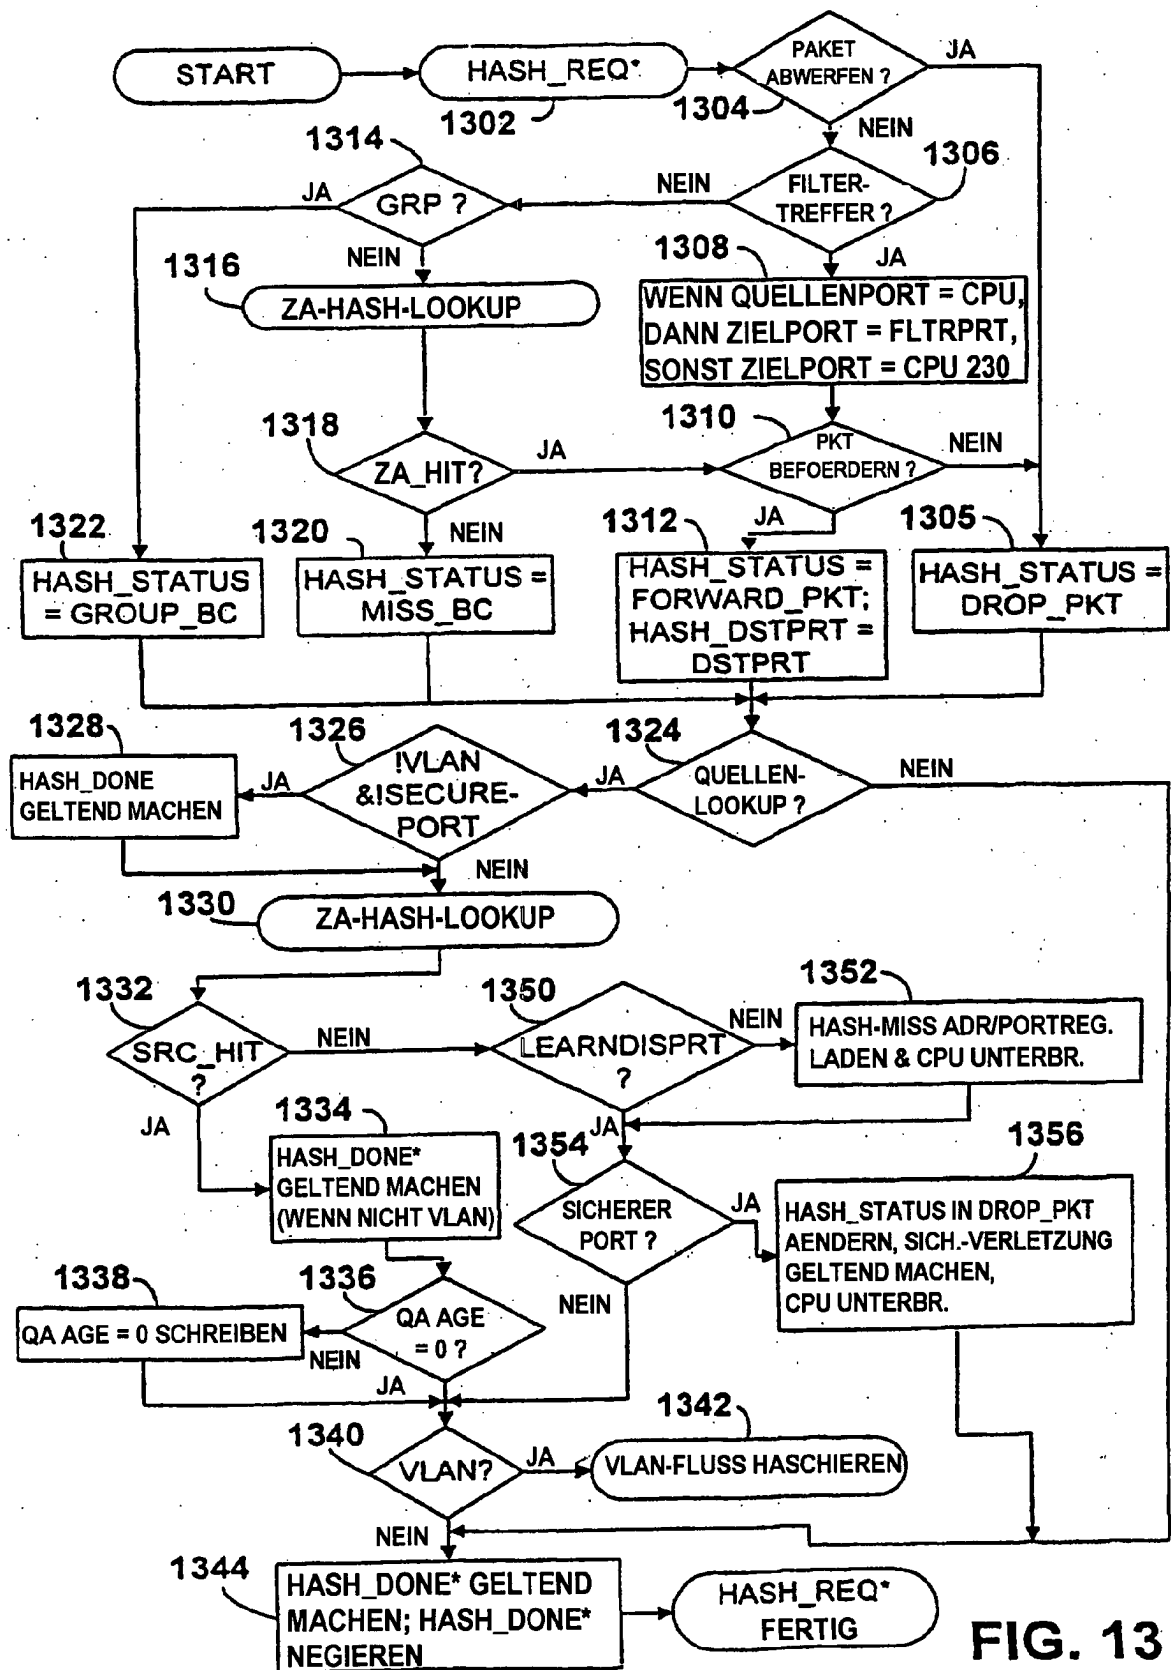 START
HASH_REQ*
1302
PAKET
ABWERFEN ?
1304
JA
NEIN
1314
1306
JA
GRP ?
NEIN
FILTER-
TREFFER ?
NEIN
1308
JA
1316
ZA-HASH-LOOKUP
WENN QUELLENPORT = CPU,
DANN ZIELPORT = FLTRPRT,
SONST ZIELPORT = CPU 230
1318
ZA_HIT?
JA
1310
PKT
BEFOERDERN ?
NEIN
NEIN
JA
1322
HASH_STATUS
= GROUP_BC
1320
HASH_STATUS =
MISS_BC
1312
HASH_STATUS =
FORWARD_PKT;
HASH_DSTPRT =
DSTPRT
1305
HASH_STATUS =
DROP_PKT
1328
HASH_DONE
GELTEND MACHEN
1326
!VLAN
&!SECURE-
PORT
JA
1324
QUELLEN-
LOOKUP ?
JA
NEIN
NEIN
1330
ZA-HASH-LOOKUP
1332
SRC_HIT
?
NEIN
JA
1350
LEARNDISPRT
?
NEIN
JA
1352
HASH-MISS ADR/PORTREG.
LADEN & CPU UNTERBR.
1334
HASH_DONE*
GELTEND MACHEN
(WENN NICHT VLAN)
1354
SICHERER
PORT ?
JA
NEIN
1356
HASH_STATUS IN DROP_PKT
AENDERN, SICH.-VERLETZUNG
GELTEND MACHEN,
CPU UNTERBR.
1338
QA AGE = 0 SCHREIBEN
1336
QA AGE
= 0 ?
NEIN
JA
1340
VLAN?
JA
1342
VLAN-FLUSS HASCHIEREN
NEIN
1344
HASH_DONE* GELTEND
MACHEN; HASH_DONE*
NEGIEREN
HASH_REQ*
FERTIG
FIG. 13